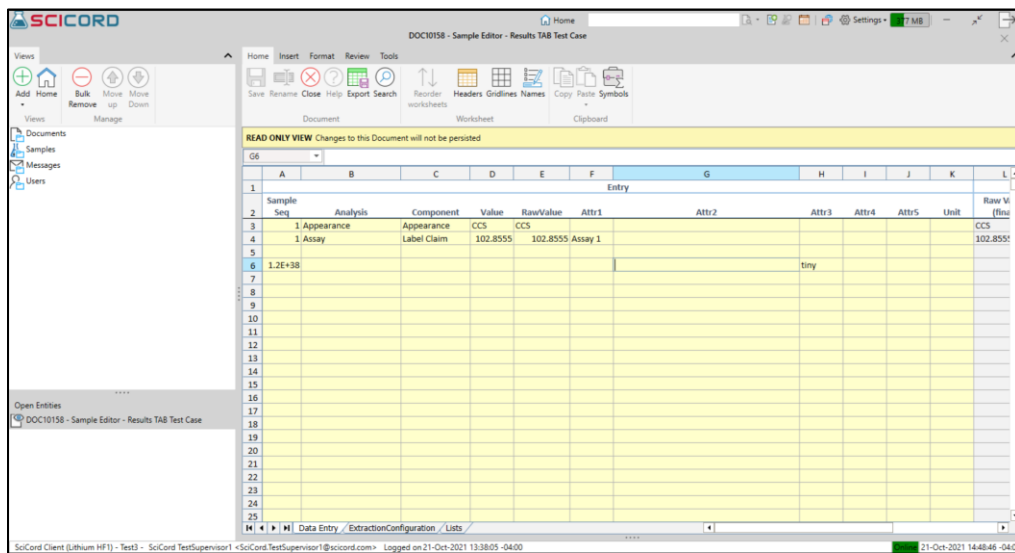 SCICORD
Home
Settings
377 MB
DOC10158 - Sample Editor - Results TAB Test Case
Views
Home Insert Format Review Tools
Add Home Bulk Remove Move up Move Down
Views Manage
Save Rename Close Help Export Search Reorder worksheets Headers Gridlines Names Copy Paste Symbols
Document Worksheet Clipboard
Documents
Samples
Messages
Users
READ ONLY VIEW Changes to this Document will not be persisted
G6
A B C D E F G H I J K L
1 Entry
2 Sample Seq Analysis Component Value RawValue Attr1 Attr2 Attr3 Attr4 Attr5 Unit Raw (fina
3 1 Appearance Appearance CCS CCS CCS
4 1 Assay Label Claim 102.8555 102.8555 Assay 1 102.8555
5
6 1.2E+38 tiny
7
8
9
10
11
12
13
14
15
16
17
18
19
20
21
22
23
24
25
Open Entities
DOC10158 - Sample Editor - Results TAB Test Case
Data Entry ExtractionConfiguration Lists
SciCord Client (Lithium HF1) - Test3 - SciCord TestSupervisor1 <SciCord.TestSupervisor1@scicord.com> Logged on 21-Oct-2021 13:38:05 -04:00
Online 21-Oct-2021 14:48:46 -04:0